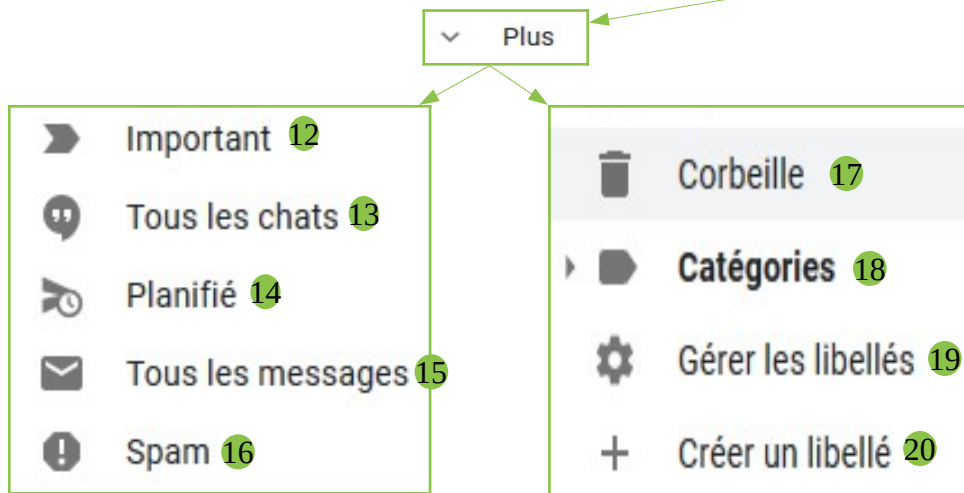 Plus
Important 12
Tous les chats 13
Planifié 14
Tous les messages 15
Spam 16
Corbeille 17
Catégories 18
Gérer les libellés 19
Créer un libellé 20